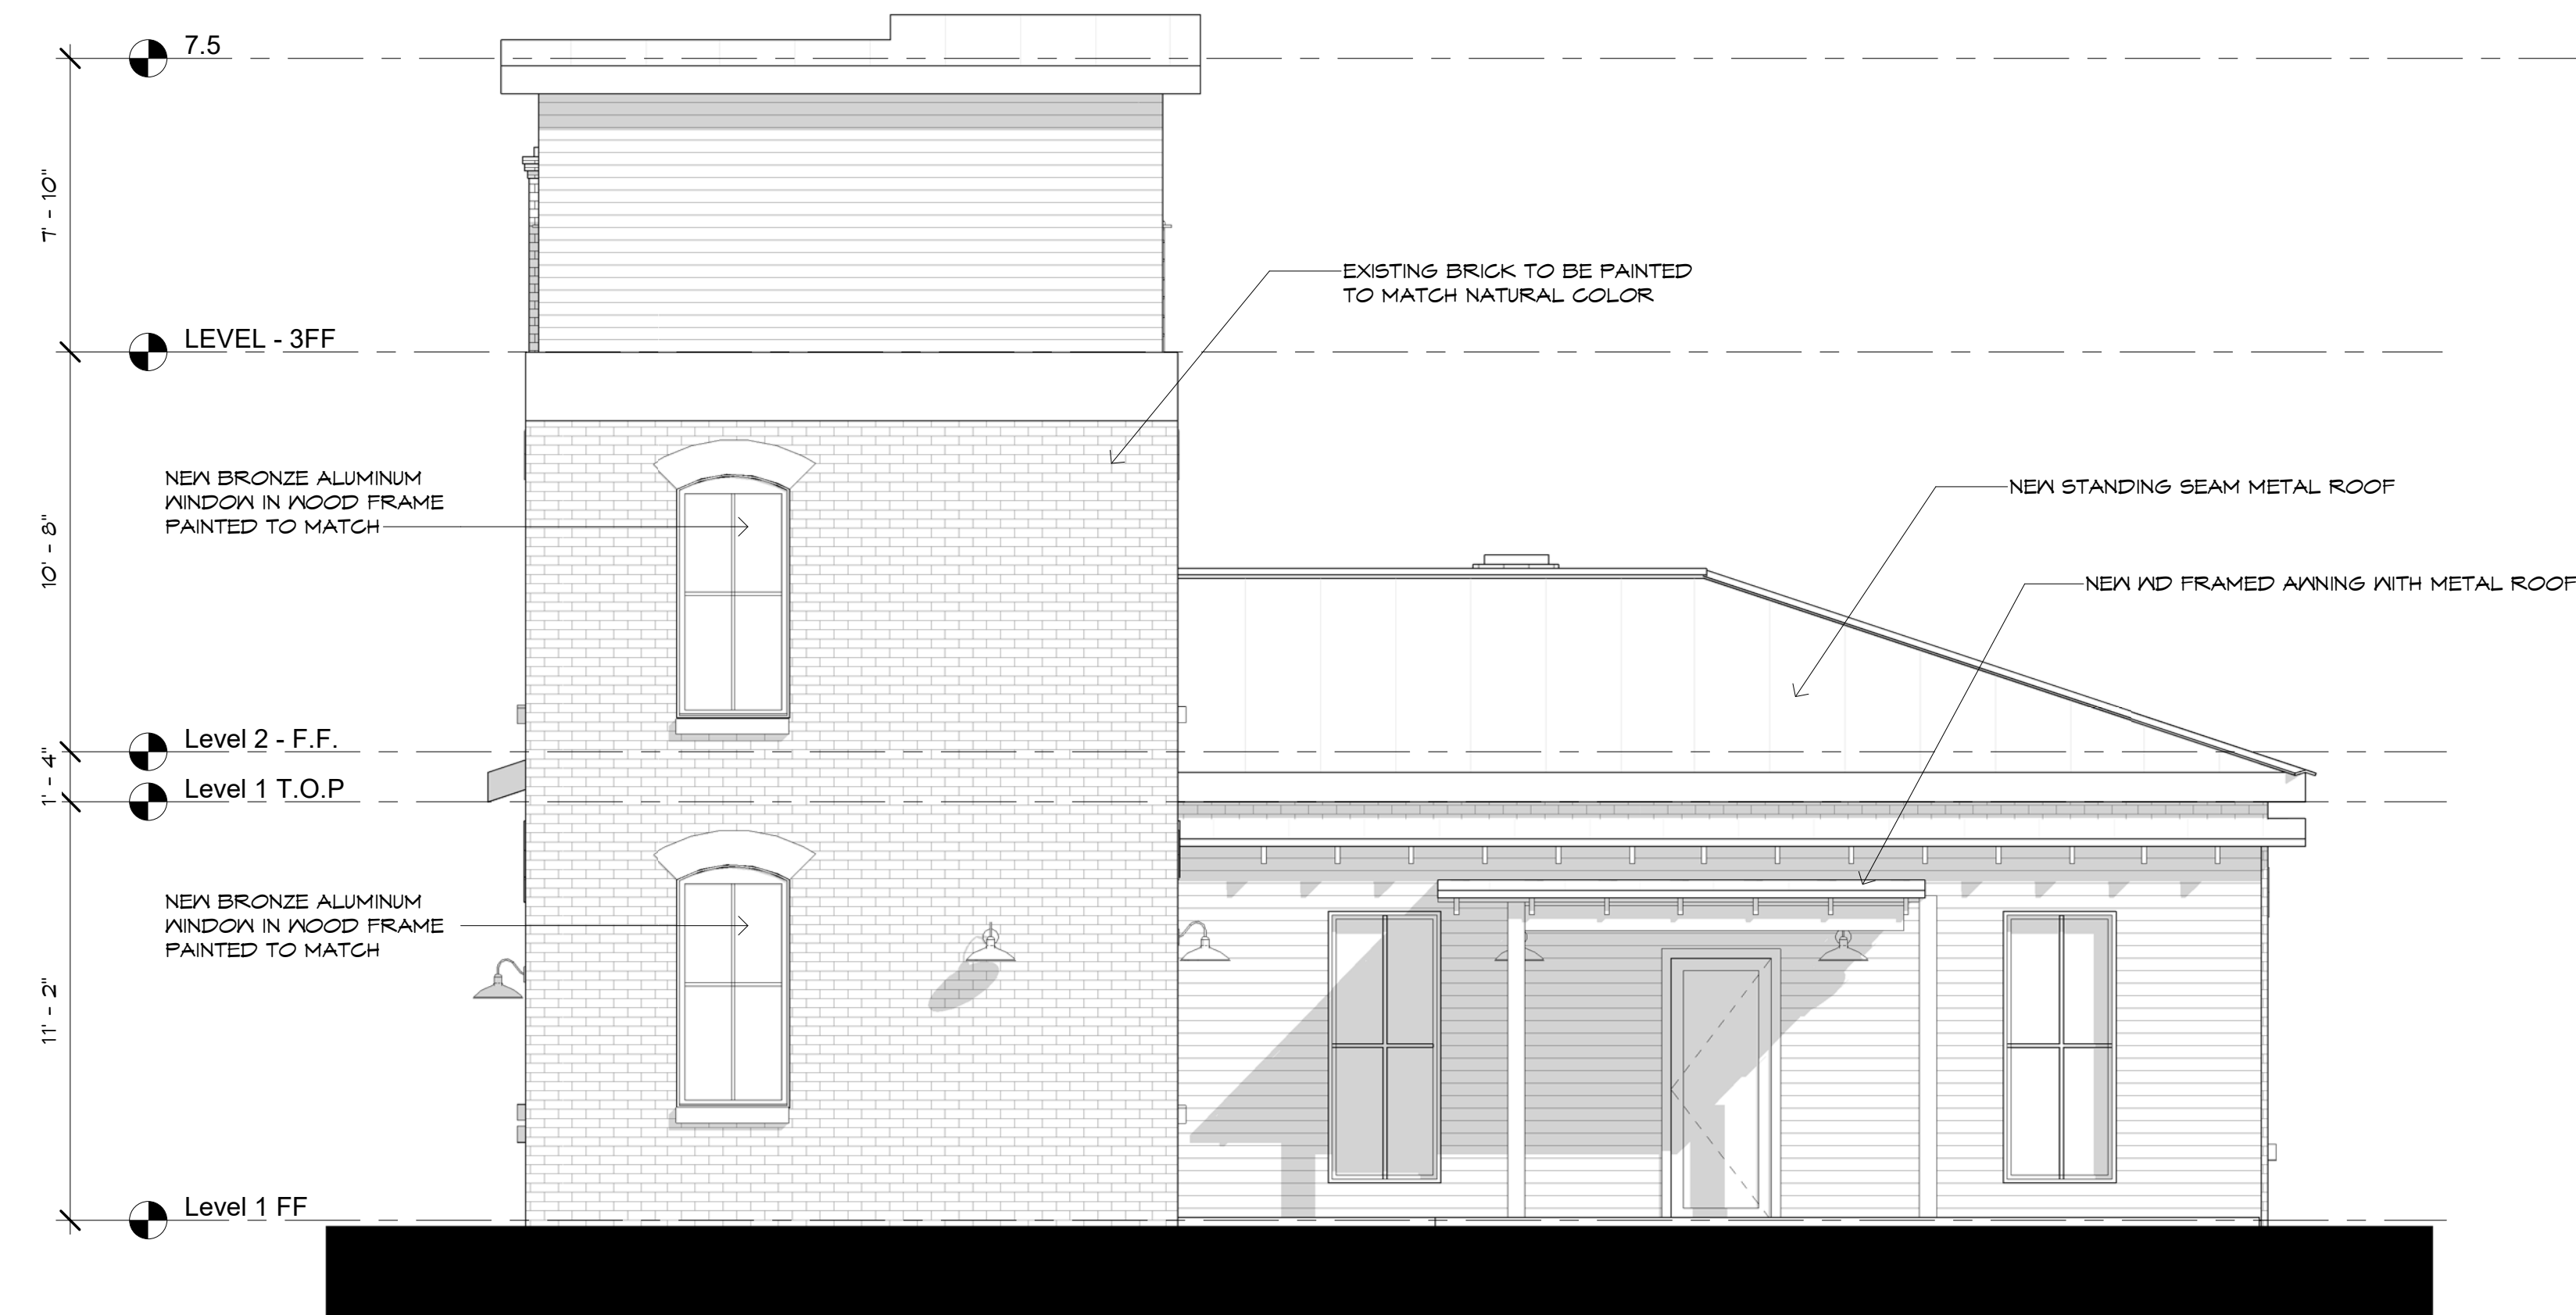 7.5
7' - 10"
EXISTING BRICK TO BE PAINTED
TO MATCH NATURAL COLOR
LEVEL - 3FF
NEW BRONZE ALUMINUM
WINDOW IN WOOD FRAME
PAINTED TO MATCH
NEW STANDING SEAM METAL ROOF
10' - 8"
NEW WD FRAMED AWNING WITH METAL ROOF
Level 2 - F.F.
1' - 4"
Level 1 T.O.P
NEW BRONZE ALUMINUM
WINDOW IN WOOD FRAME
PAINTED TO MATCH
11' - 2"
Level 1 FF